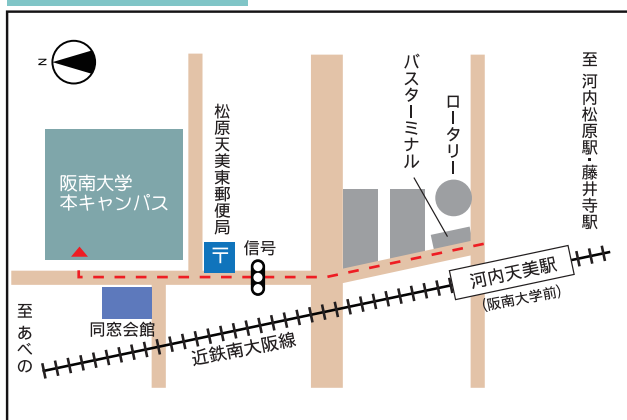 N
阪南大学
本キャンパス
松原天美東郵便局
〒
信号
バスターミナル
ロータリー
至 河内松原駅・藤井寺駅
河内天美駅
(阪南大学前)
近鉄南大阪線
同窓会館
至 あべの